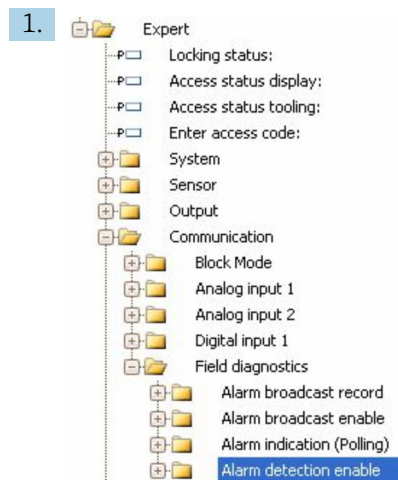 1.
Expert
P Locking status:
P Access status display:
P Access status tooling:
P Enter access code:
System
Sensor
Output
Communication
Block Mode
Analog input 1
Analog input 2
Digital input 1
Field diagnostics
Alarm broadcast record
Alarm broadcast enable
Alarm indication (Polling)
Alarm detection enable